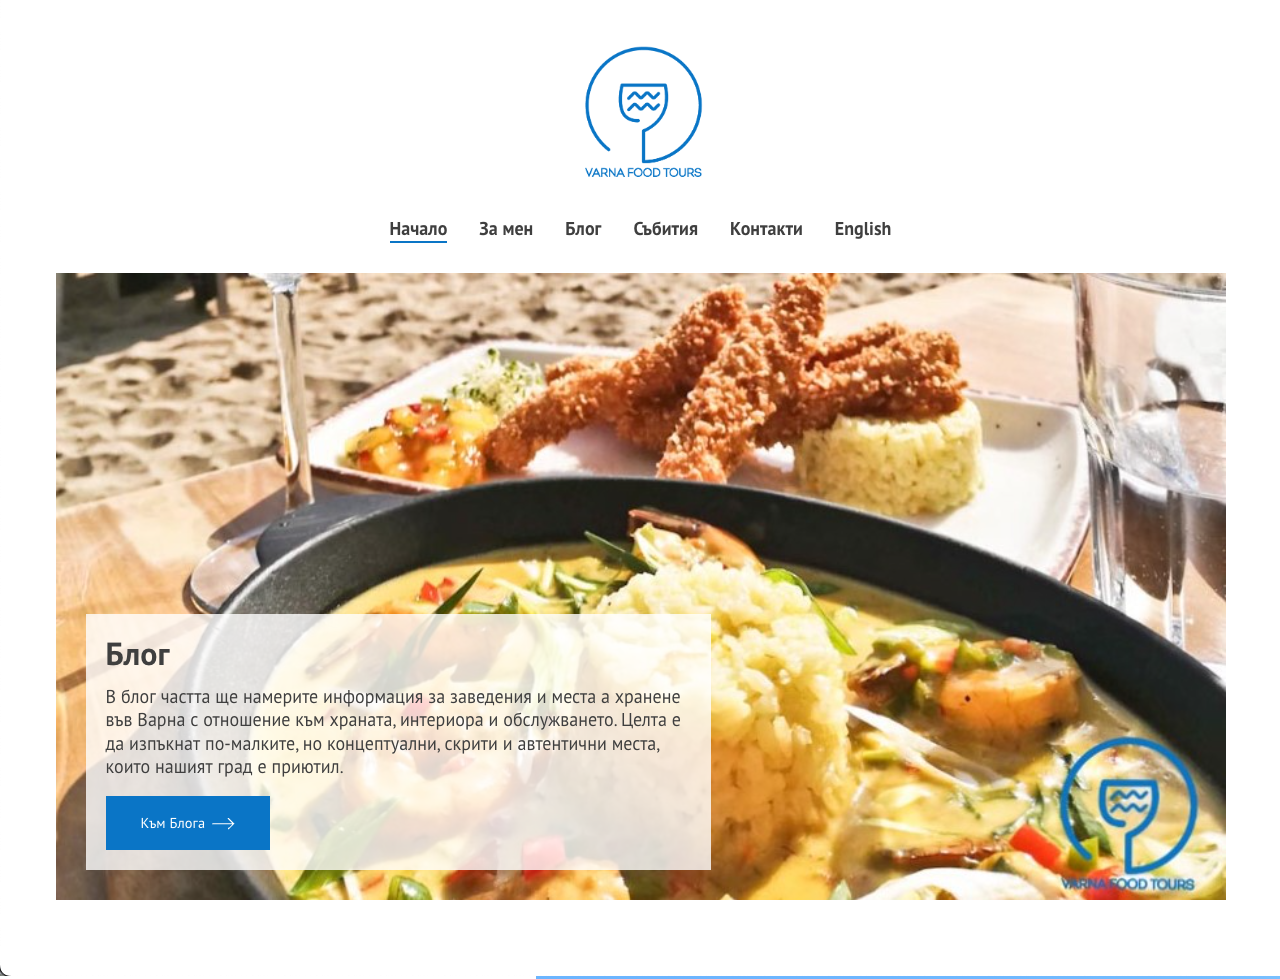 VARNA FOOD TOURS
Начало За мен Блог Събития Контакти English
Блог
В блог частта ще намерите информация за заведения и места а хранене
във Варна с отношение към храната, интериора и обслужването. Целта е
да изпъкнат по-малките, но концептуални, скрити и автентични места,
които нашият град е приютил.
Към Блога
VARNA FOOD TOURS